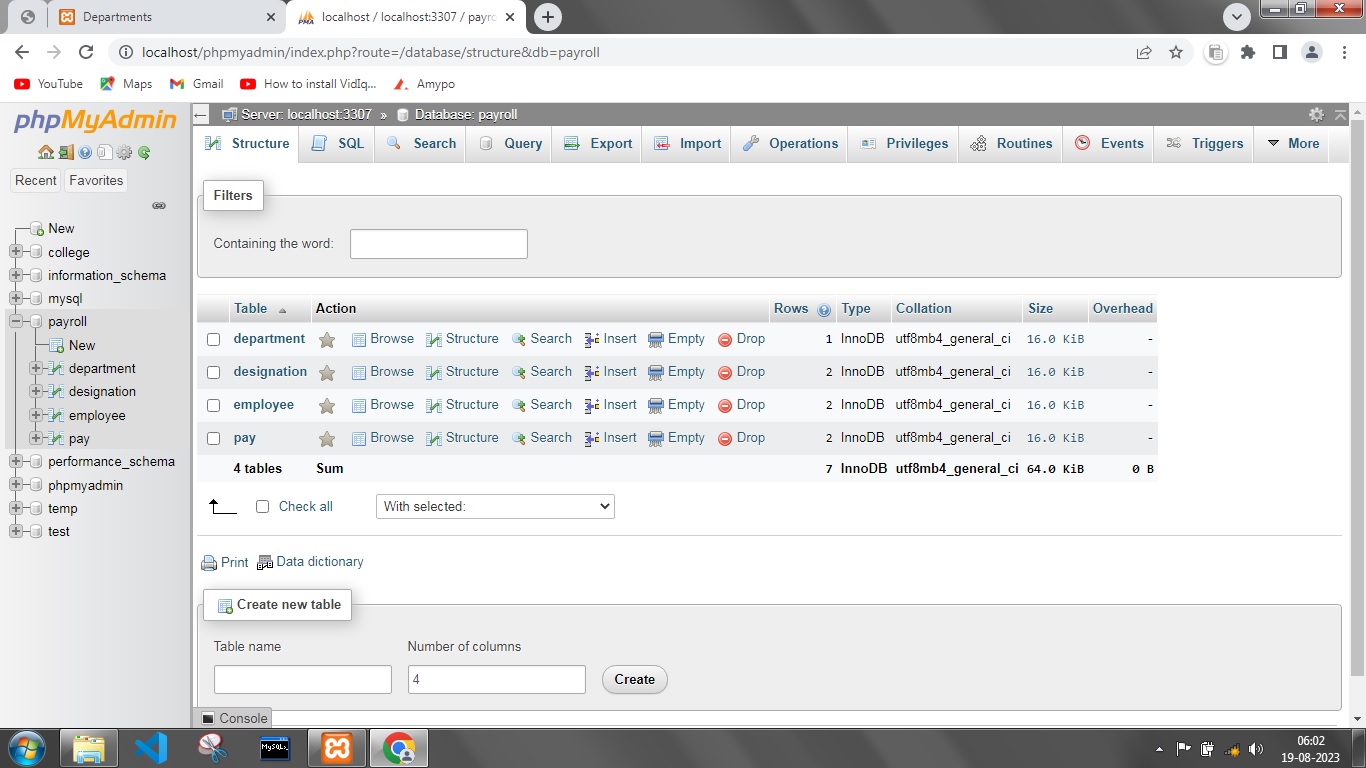 Departments
localhost / localhost:3307 / payro
localhost/phpmyadmin/index.php?route=/database/structure&db=payroll
YouTube Maps Gmail How to install VidIq... Amypo
phpMyAdmin
Recent Favorites
New
college
information_schema
mysql
payroll
New
department
designation
employee
pay
performance_schema
phpmyadmin
temp
test
Server: localhost:3307 » Database: payroll
Structure SQL Search Query Export Import Operations Privileges Routines Events Triggers More
Filters
Containing the word:
Table Action Rows Type Collation Size Overhead
department Browse Structure Search Insert Empty Drop 1 InnoDB utf8mb4_general_ci 16.0 KiB -
designation Browse Structure Search Insert Empty Drop 2 InnoDB utf8mb4_general_ci 16.0 KiB -
employee Browse Structure Search Insert Empty Drop 2 InnoDB utf8mb4_general_ci 16.0 KiB -
pay Browse Structure Search Insert Empty Drop 2 InnoDB utf8mb4_general_ci 16.0 KiB -
4 tables Sum 7 InnoDB utf8mb4_general_ci 64.0 KiB 0 B
Check all With selected:
Print Data dictionary
Create new table
Table name Number of columns
4 Create
Console
06:02
19-08-2023